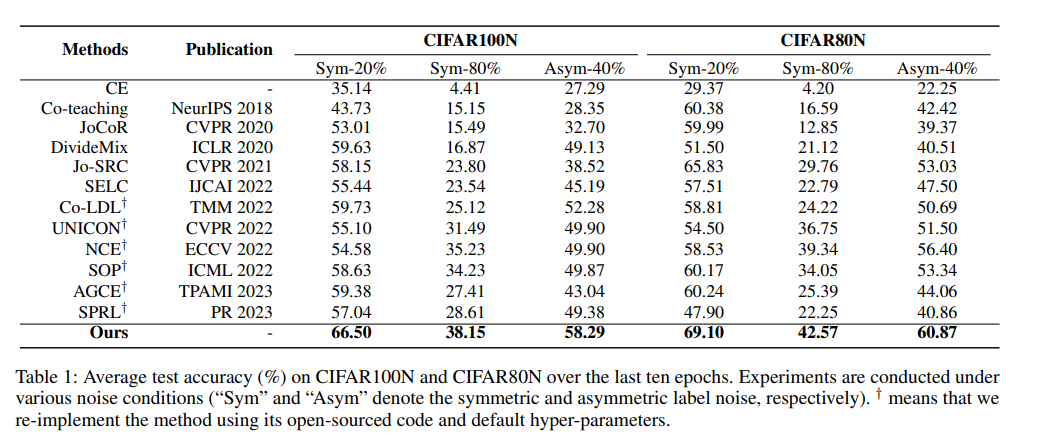 Methods Publication CIFAR100N CIFAR80N
Sym-20% Sym-80% Asym-40% Sym-20% Sym-80% Asym-40%
CE - 35.14 4.41 27.29 29.37 4.20 22.25
Co-teaching NeurIPS 2018 43.73 15.15 28.35 60.38 16.59 42.42
JoCoR CVPR 2020 53.01 15.49 32.70 59.99 12.85 39.37
DivideMix ICLR 2020 59.63 16.87 49.13 51.50 21.12 40.51
Jo-SRC CVPR 2021 58.15 23.80 38.52 65.83 29.76 53.03
SELC IJCAI 2022 55.44 23.54 45.19 57.51 22.79 47.50
Co-LDL† TMM 2022 59.73 25.12 52.28 58.81 24.22 50.69
UNICON† CVPR 2022 55.10 31.49 49.90 54.50 36.75 51.50
NCE† ECCV 2022 54.58 35.23 49.90 58.53 39.34 56.40
SOP† ICML 2022 58.63 34.23 49.87 60.17 34.05 53.34
AGCE† TPAMI 2023 59.38 27.41 43.04 60.24 25.39 44.06
SPRL† PR 2023 57.04 28.61 49.38 47.90 22.25 40.86
Ours - 66.50 38.15 58.29 69.10 42.57 60.87
Table 1: Average test accuracy (%) on CIFAR100N and CIFAR80N over the last ten epochs. Experiments are conducted under
various noise conditions (“Sym” and “Asym” denote the symmetric and asymmetric label noise, respectively). † means that we
re-implement the method using its open-sourced code and default hyper-parameters.